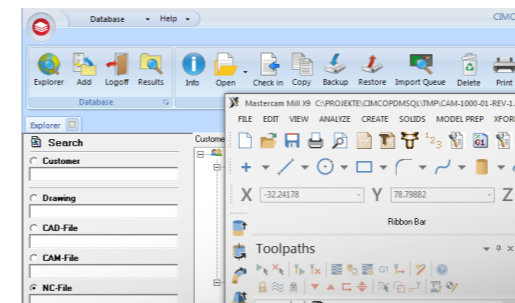 Database Help CIMC
Explorer Add Logoff Results Info Open Check in Copy Backup Restore Import Queue Delete Print
Database
Mastercam Mill X9 C:\PROJEKTE\CIMCOPDMSQL\TMP\CAM-1000-01-REV-1.
Explorer
FILE EDIT VIEW ANALYZE CREATE SOLIDS MODEL PREP XFOR
Search
Custome
Customer
X -32.24178 Y 78.79882 Z
Drawing
Ribbon Bar
CAD-File
Toolpaths
CAM-File
NC-File